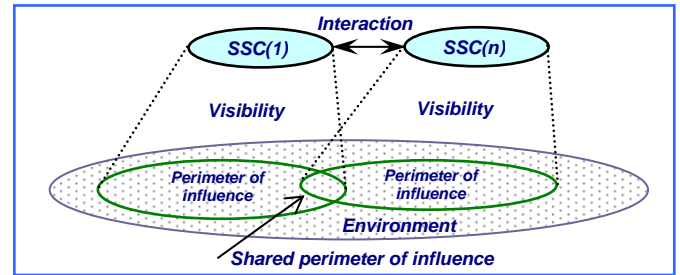 Interaction
SSC(1)
SSC(n)
Visibility
Visibility
Perimeter of
influence
Perimeter of
influence
Environment
Shared perimeter of influence